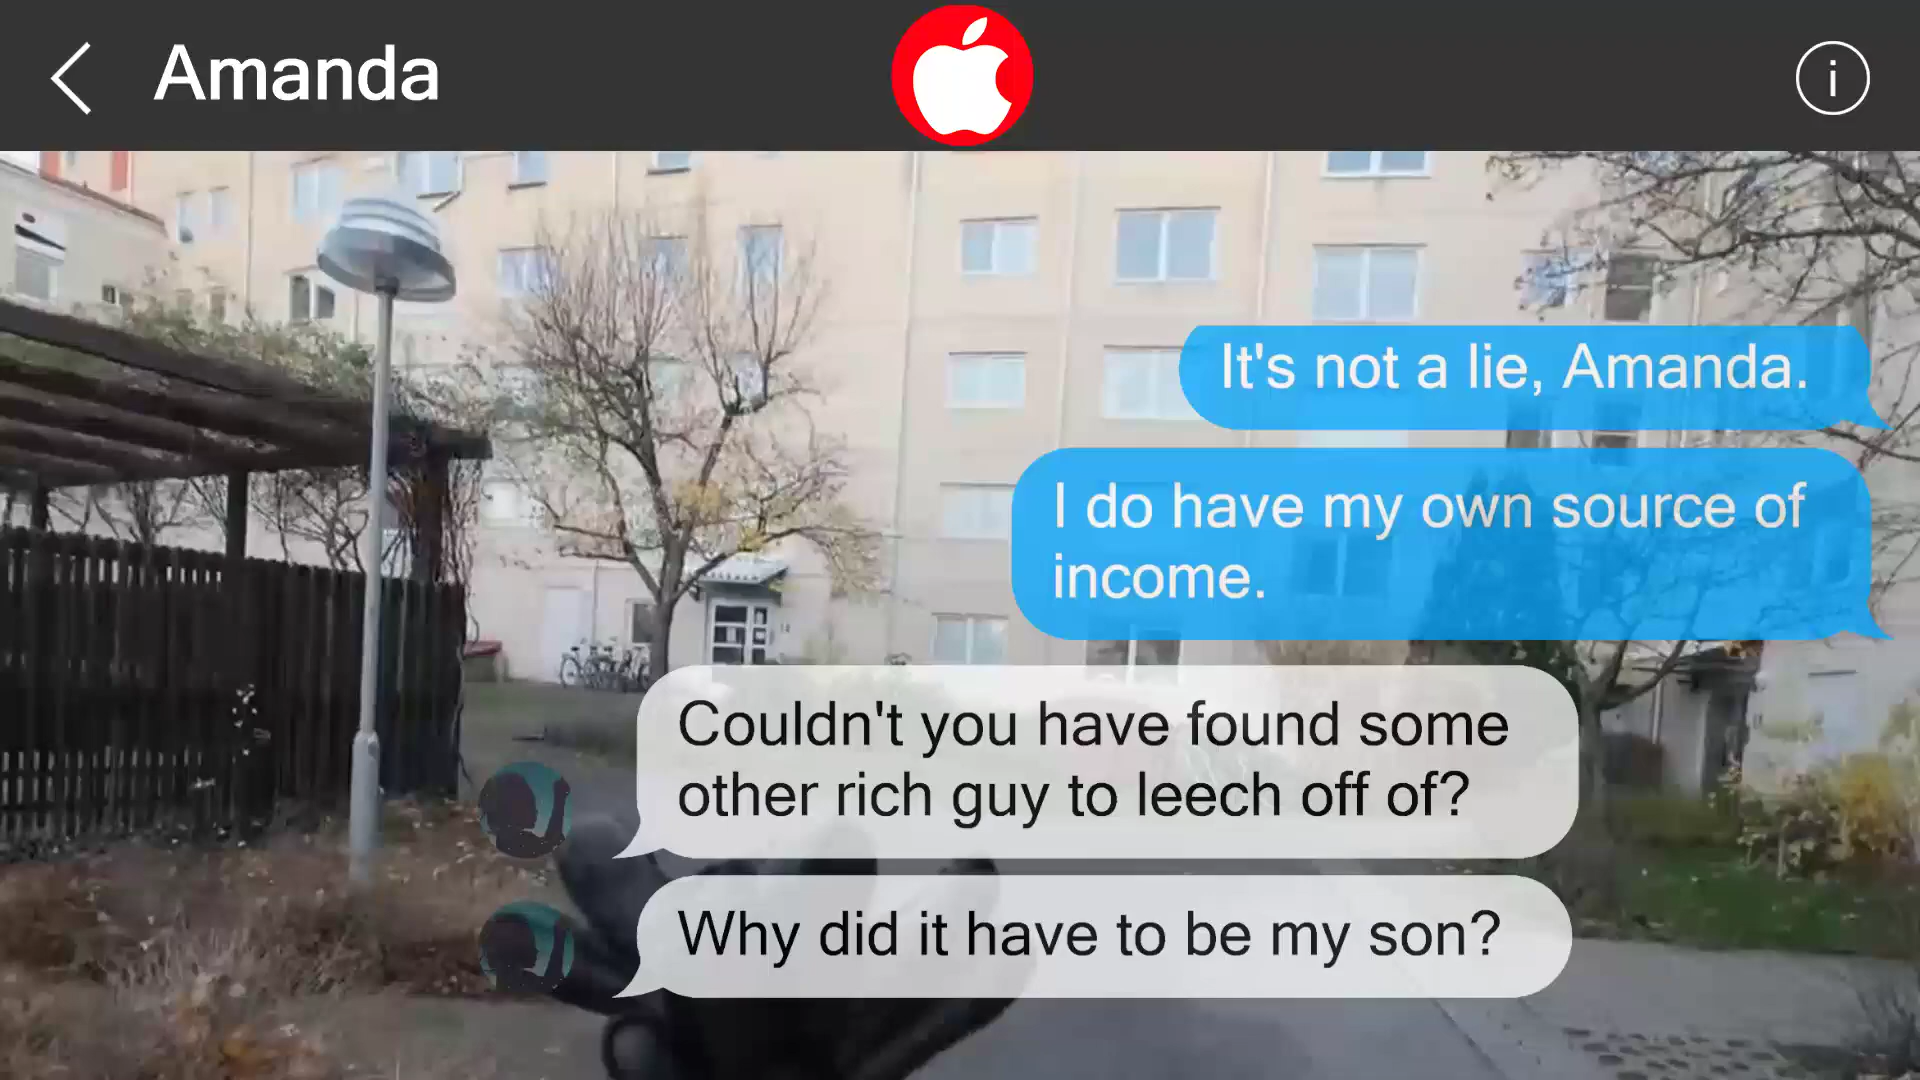 Amanda
i
It's not a lie, Amanda.
I do have my own source of
income.
Couldn't you have found some
other rich guy to leech off of?
Why did it have to be my son?